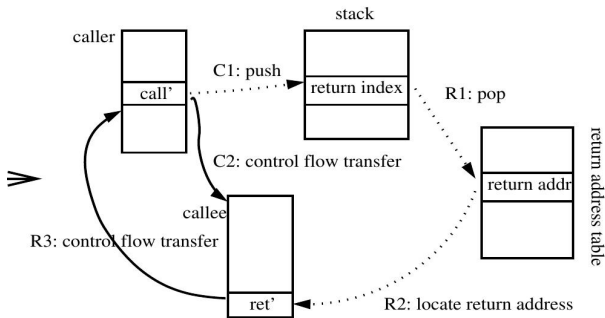 stack
caller
C1: push
call’
return index
R1: pop
C2: control flow transfer
return addr
return address table
callee
R3: control flow transfer
ret’
R2: locate return address